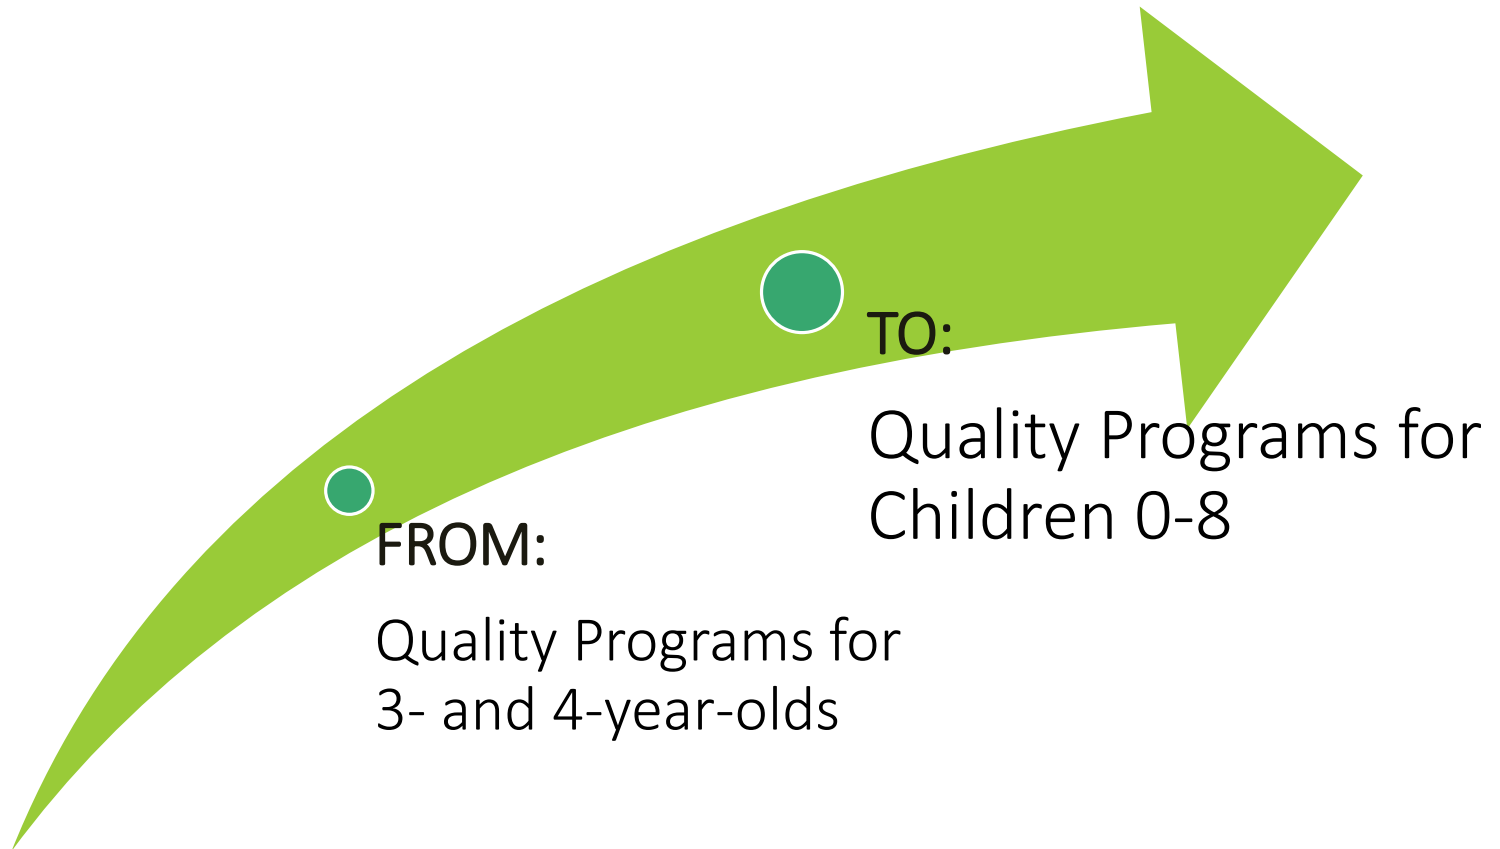 FROM:
Quality Programs for
3- and 4-year-olds
TO:
Quality Programs for
Children 0-8